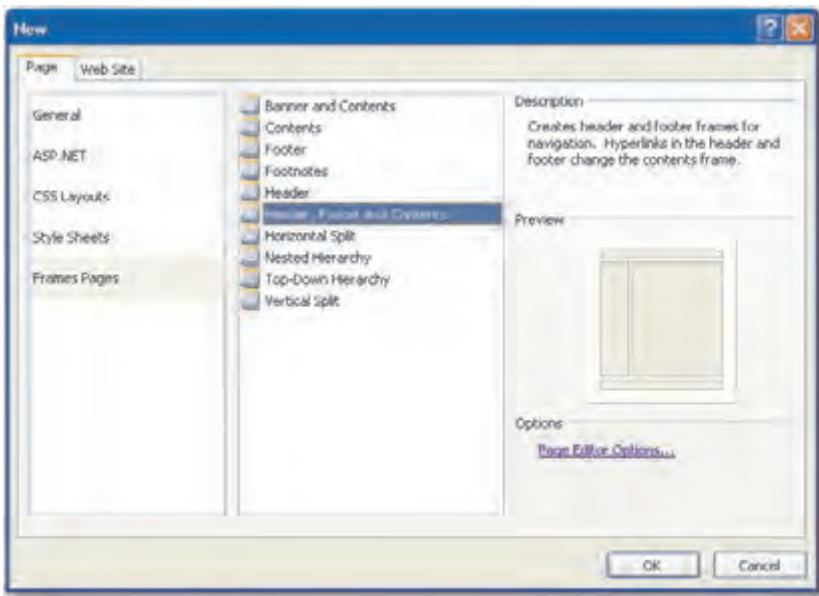 New
Page
Web Site
General
ASP.NET
CSS Layouts
Style Sheets
Frames Pages
Banner and Contents
Contents
Footer
Footnotes
Header
Header, Footer and Contents
Horizontal Split
Nested Hierarchy
Top-Down Hierarchy
Vertical Split
Description
Creates header and footer frames for
navigation. Hyperlinks in the header and
footer change the contents frame.
Preview
Options
Page Editor Options...
OK
Cancel